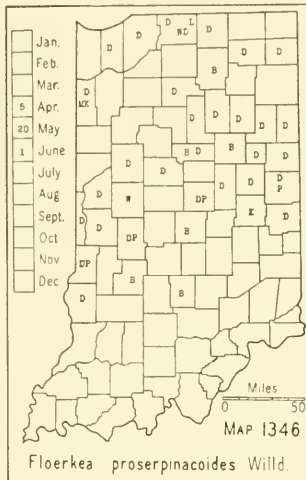 Jan.
Feb.
Mar.
5 Apr.
20 May
1 June
July
Aug
Sept.
Oct
Nov
Dec
D L
ND
D D D
B
D D D
MX
D D D D D
B D B D D
D D D D D
P
D W DP D
D D DP B D
DP
B
D B
Miles
0 50
MAP 1346
Floerkea proserpinacoides Willd.